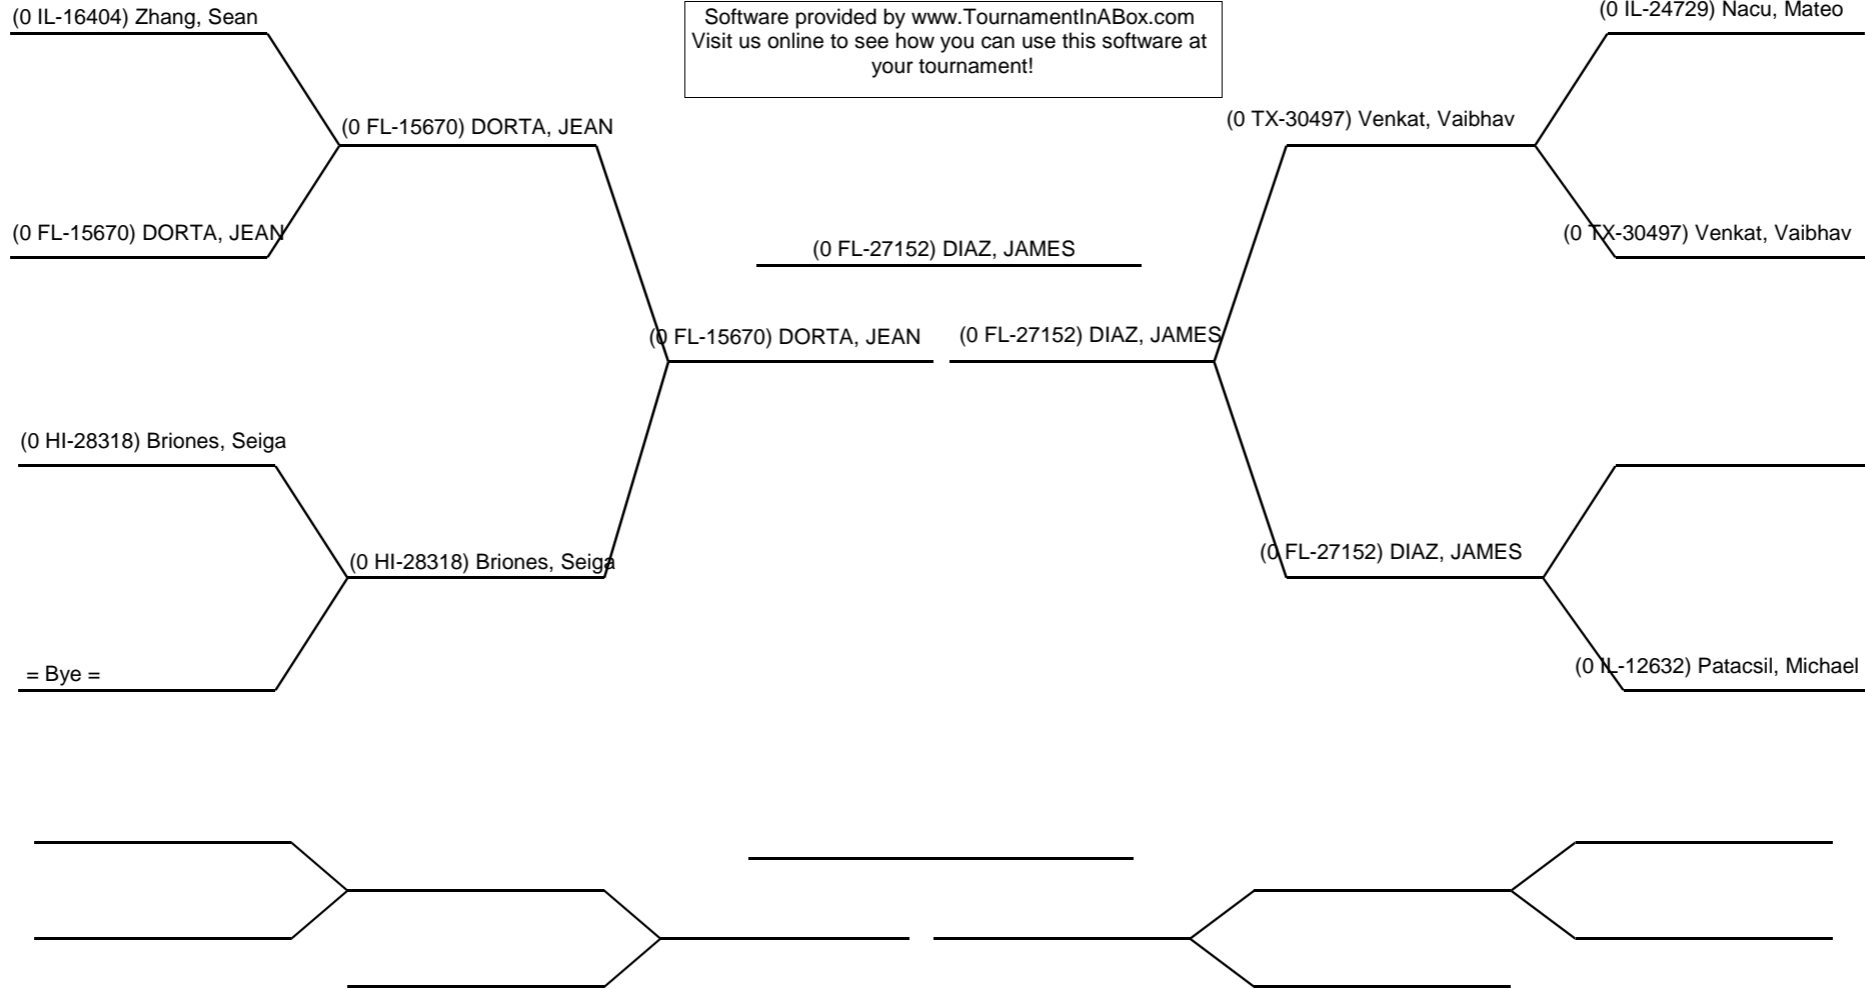 (0 IL-16404) Zhang, Sean
Software provided by www.TournamentInABox.com
Visit us online to see how you can use this software at
your tournament!
(0 IL-24729) Nacu, Mateo
(0 FL-15670) DORTA, JEAN
(0 TX-30497) Venkat, Vaibhav
(0 FL-15670) DORTA, JEAN
(0 FL-27152) DIAZ, JAMES
(0 TX-30497) Venkat, Vaibhav
(0 FL-15670) DORTA, JEAN
(0 FL-27152) DIAZ, JAMES
(0 HI-28318) Briones, Seiga
(0 HI-28318) Briones, Seiga
(0 FL-27152) DIAZ, JAMES
= Bye =
(0 IL-12632) Patacsil, Michael